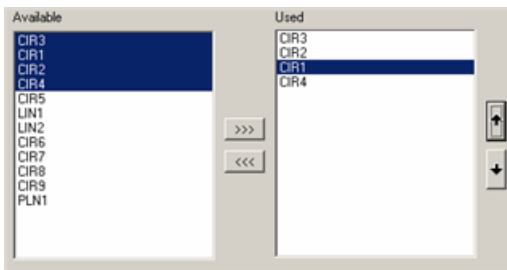 Available
CIR3
CIR1
CIR2
CIR4
CIR5
LIN1
LIN2
CIR6
CIR7
CIR8
CIR9
PLN1
>>>
<<<
Used
CIR3
CIR2
CIR1
CIR4